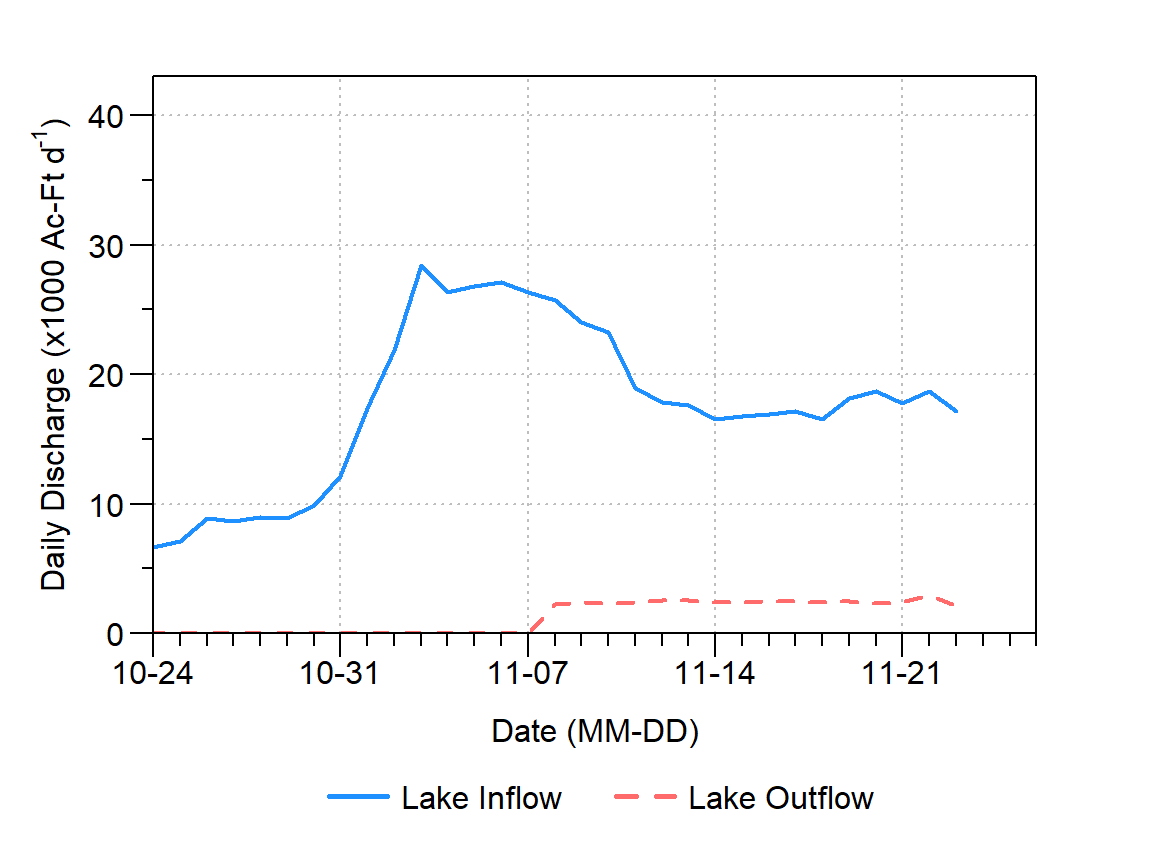 Daily Discharge (x1000 Ac-Ft d⁻¹)
40
30
20
10
0
10-24 10-31 11-07 11-14 11-21
Date (MM-DD)
Lake Inflow Lake Outflow